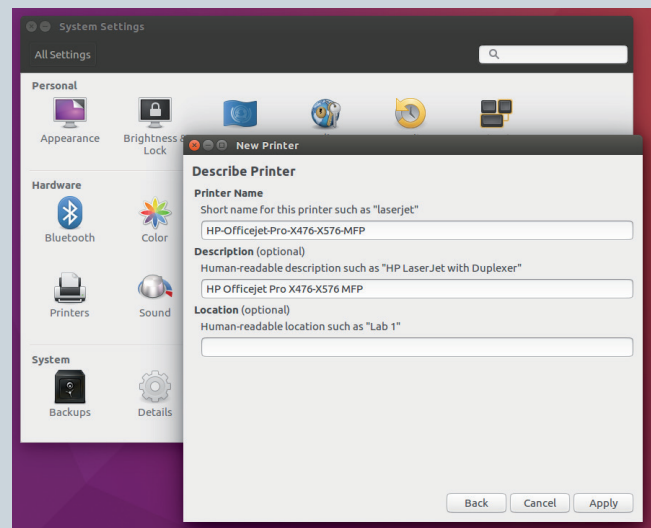 System Settings
All Settings
Personal
Appearance
Brightness &
Lock
New Printer
Describe Printer
Printer Name
Short name for this printer such as "laserjet"
HP-Officejet-Pro-X476-X576-MFP
Description (optional)
Human-readable description such as "HP LaserJet with Duplexer"
HP Officejet Pro X476-X576 MFP
Location (optional)
Human-readable location such as "Lab 1"
Hardware
Bluetooth
Color
Printers
Sound
System
Backups
Details
Back
Cancel
Apply